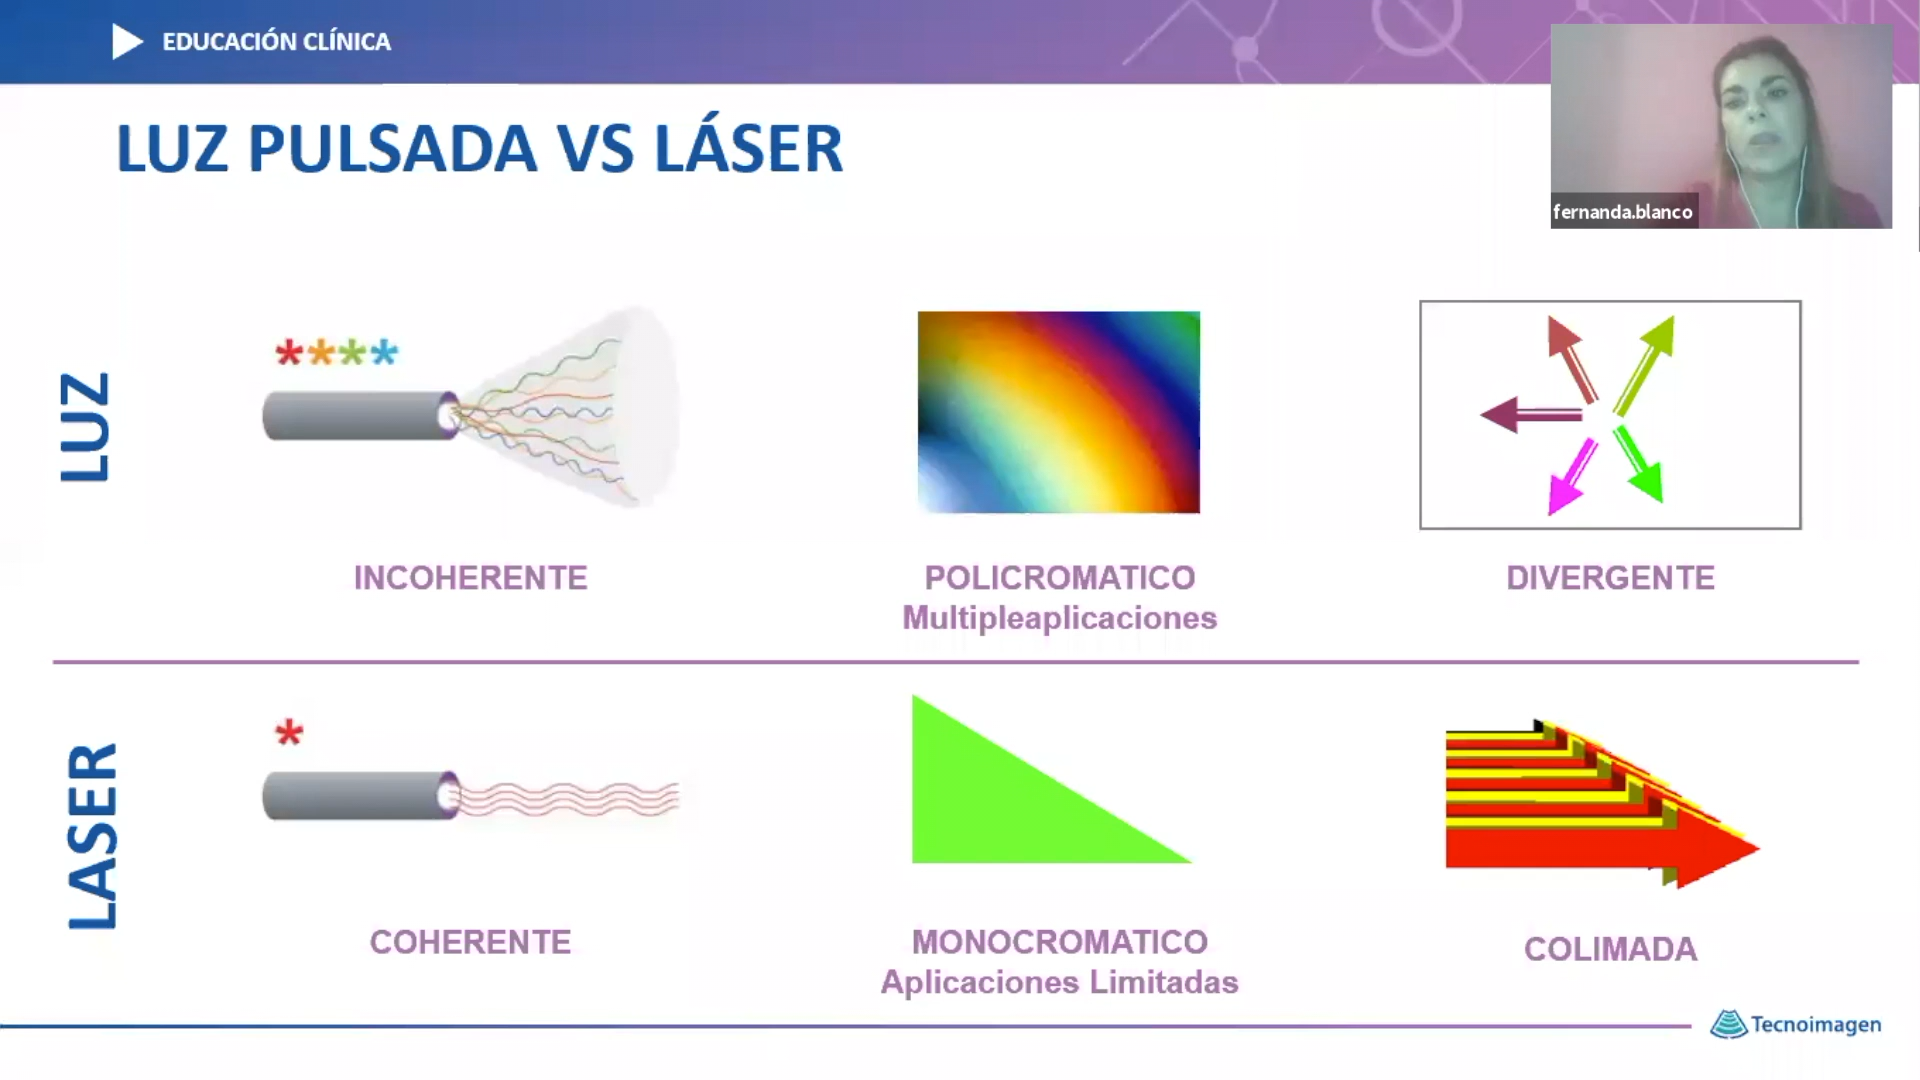 EDUCACIÓN CLÍNICA
LUZ PULSADA VS LÁSER
fernanda.blanco
LUZ
****
INCOHERENTE
POLICROMATICO
Multipleaplicaciones
DIVERGENTE
LASER
*
COHERENTE
MONOCROMATICO
Aplicaciones Limitadas
COLIMADA
Tecnoimagen